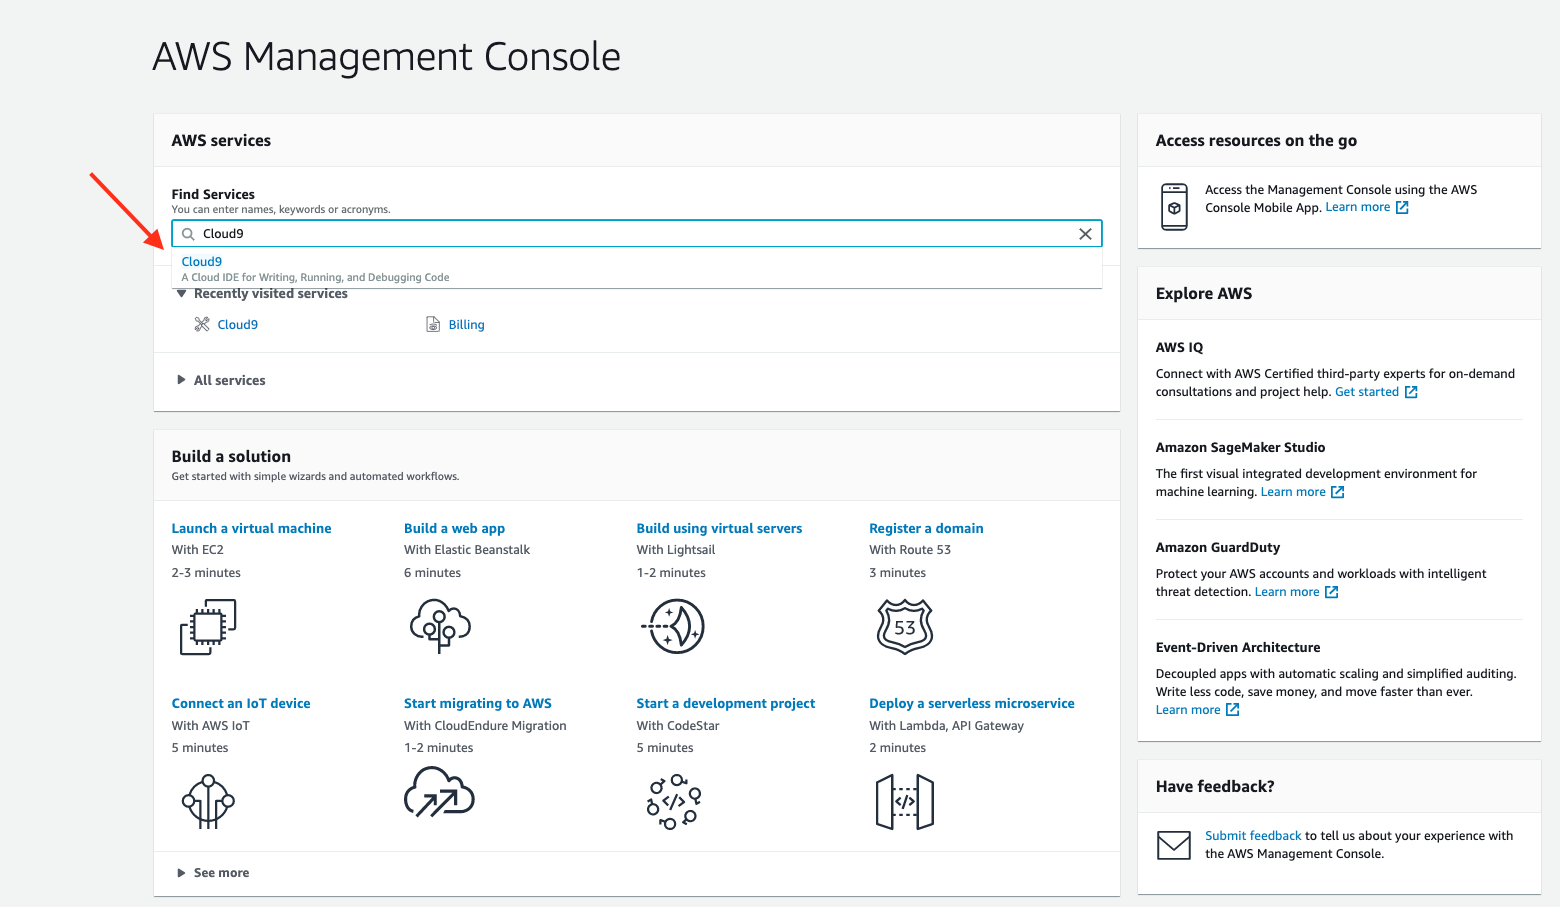 AWS Management Console
AWS services
Find Services
You can enter names, keywords or acronyms.
Cloud9
Cloud9
A Cloud IDE for Writing, Running, and Debugging Code
Recently visited services
Cloud9
Billing
All services
Build a solution
Get started with simple wizards and automated workflows.
Launch a virtual machine
With EC2
2-3 minutes
Build a web app
With Elastic Beanstalk
6 minutes
Build using virtual servers
With Lightsail
1-2 minutes
Register a domain
With Route 53
3 minutes
53
Connect an IoT device
With AWS IoT
5 minutes
Start migrating to AWS
With CloudEndure Migration
1-2 minutes
Start a development project
With CodeStar
5 minutes
</>
Deploy a serverless microservice
With Lambda, API Gateway
2 minutes
</>
See more
Access resources on the go
Access the Management Console using the AWS
Console Mobile App. Learn more
Explore AWS
AWS IQ
Connect with AWS Certified third-party experts for on-demand
consultations and project help. Get started
Amazon SageMaker Studio
The first visual integrated development environment for
machine learning. Learn more
Amazon GuardDuty
Protect your AWS accounts and workloads with intelligent
threat detection. Learn more
Event-Driven Architecture
Decoupled apps with automatic scaling and simplified auditing.
Write less code, save money, and move faster than ever.
Learn more
Have feedback?
Submit feedback to tell us about your experience with
the AWS Management Console.